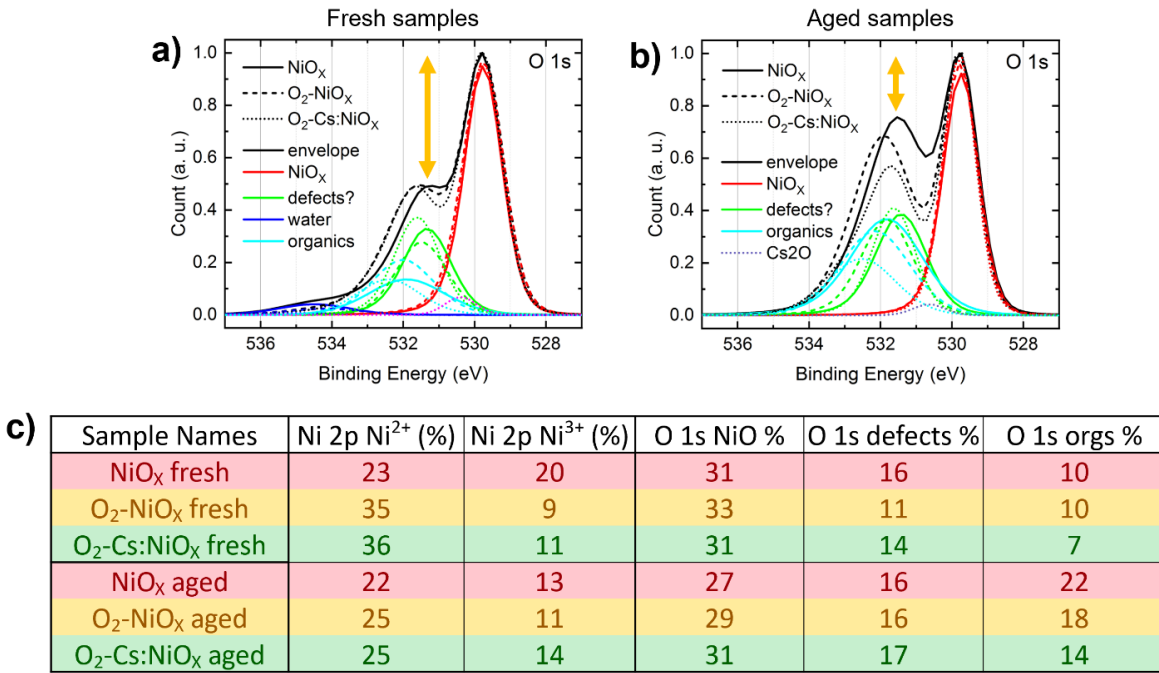 Fresh samples
Aged samples
a)
O 1s
NiOX
O2-NiOX
O2-Cs:NiOX
envelope
NiOX
defects?
water
organics
Count (a. u.)
1.0
0.8
0.6
0.4
0.2
0.0
536 534 532 530 528
Binding Energy (eV)
b)
O 1s
NiOX
O2-NiOX
O2-Cs:NiOX
envelope
NiOX
defects?
organics
Cs2O
Count (a. u.)
1.0
0.8
0.6
0.4
0.2
0.0
536 534 532 530 528
Binding Energy (eV)
c)
Sample Names Ni 2p Ni2+ (%) Ni 2p Ni3+ (%) O 1s NiO % O 1s defects % O 1s orgs %
NiOX fresh 23 20 31 16 10
O2-NiOX fresh 35 9 33 11 10
O2-Cs:NiOX fresh 36 11 31 14 7
NiOX aged 22 13 27 16 22
O2-NiOX aged 25 11 29 16 18
O2-Cs:NiOX aged 25 14 31 17 14